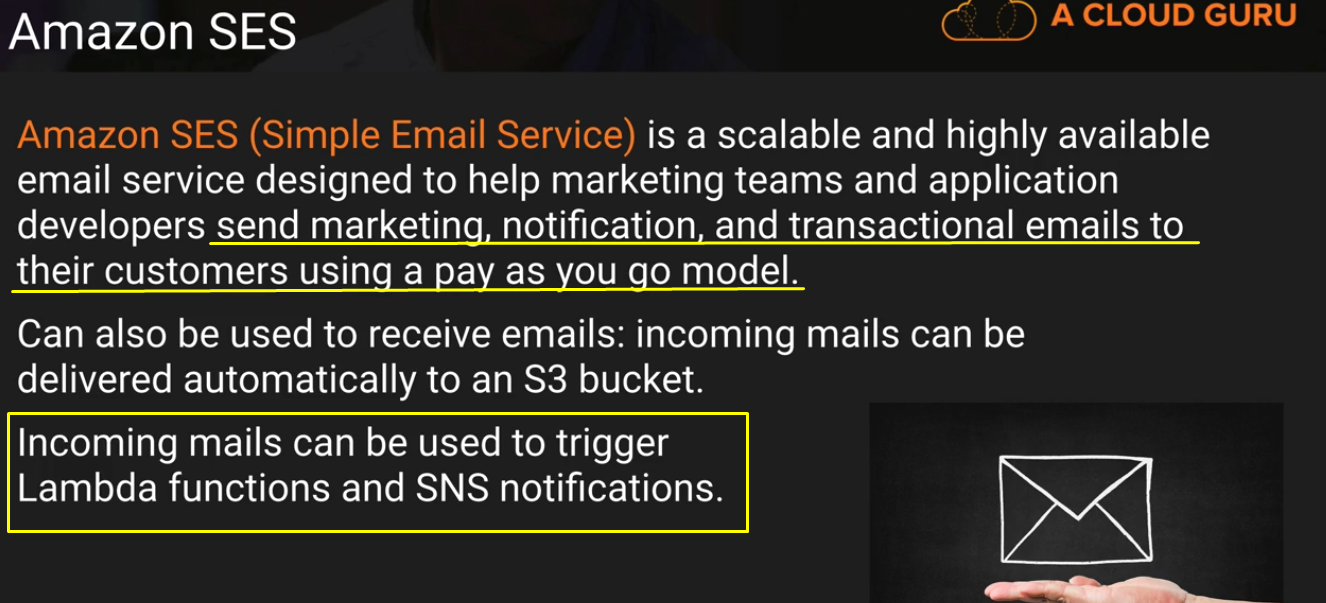 Amazon SES
A CLOUD GURU
Amazon SES (Simple Email Service) is a scalable and highly available
email service designed to help marketing teams and application
developers send marketing, notification, and transactional emails to
their customers using a pay as you go model.
Can also be used to receive emails: incoming mails can be
delivered automatically to an S3 bucket.
Incoming mails can be used to trigger
Lambda functions and SNS notifications.